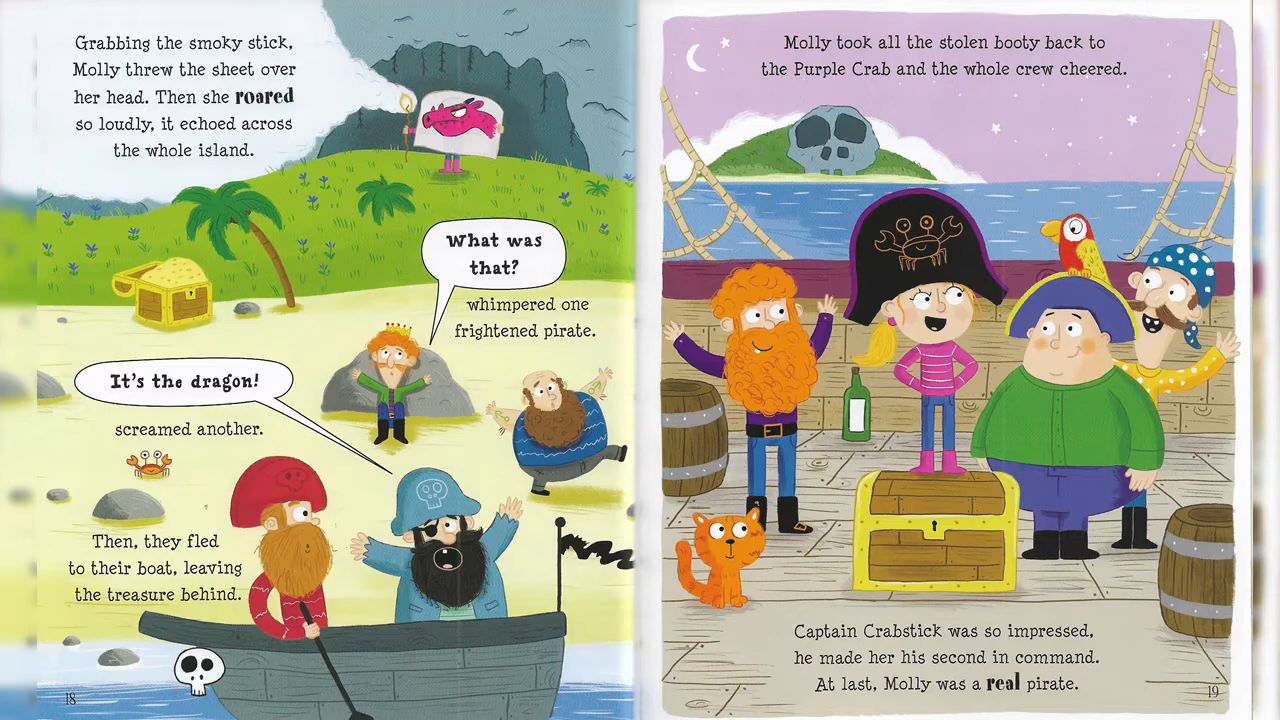 Grabbing the smoky stick,
Molly threw the sheet over
her head. Then she roared
so loudly, it echoed across
the whole island.
What was
that?
whimpered one
frightened pirate.
It's the dragon!
screamed another.
Then, they fled
to their boat, leaving
the treasure behind.
18
Molly took all the stolen booty back to
the Purple Crab and the whole crew cheered.
Captain Crabstick was so impressed,
he made her his second in command.
At last, Molly was a real pirate.
19